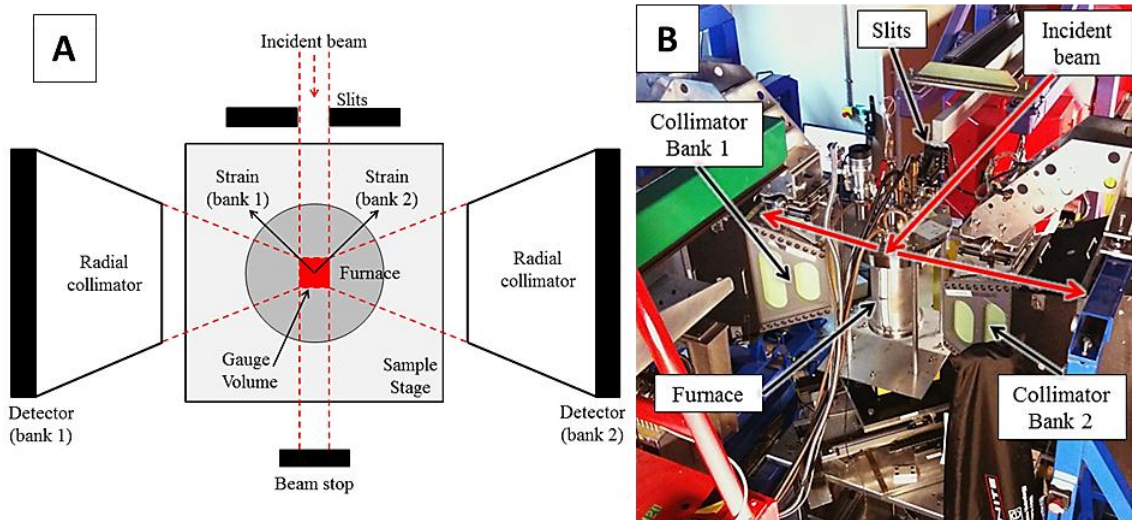 A
Incident beam
Slits
Strain
(bank 1)
Strain
(bank 2)
Radial
collimator
Furnace
Radial
collimator
Gauge
Volume
Sample
Stage
Detector
(bank 1)
Detector
(bank 2)
Beam stop
B
Slits
Incident
beam
Collimator
Bank 1
Furnace
Collimator
Bank 2